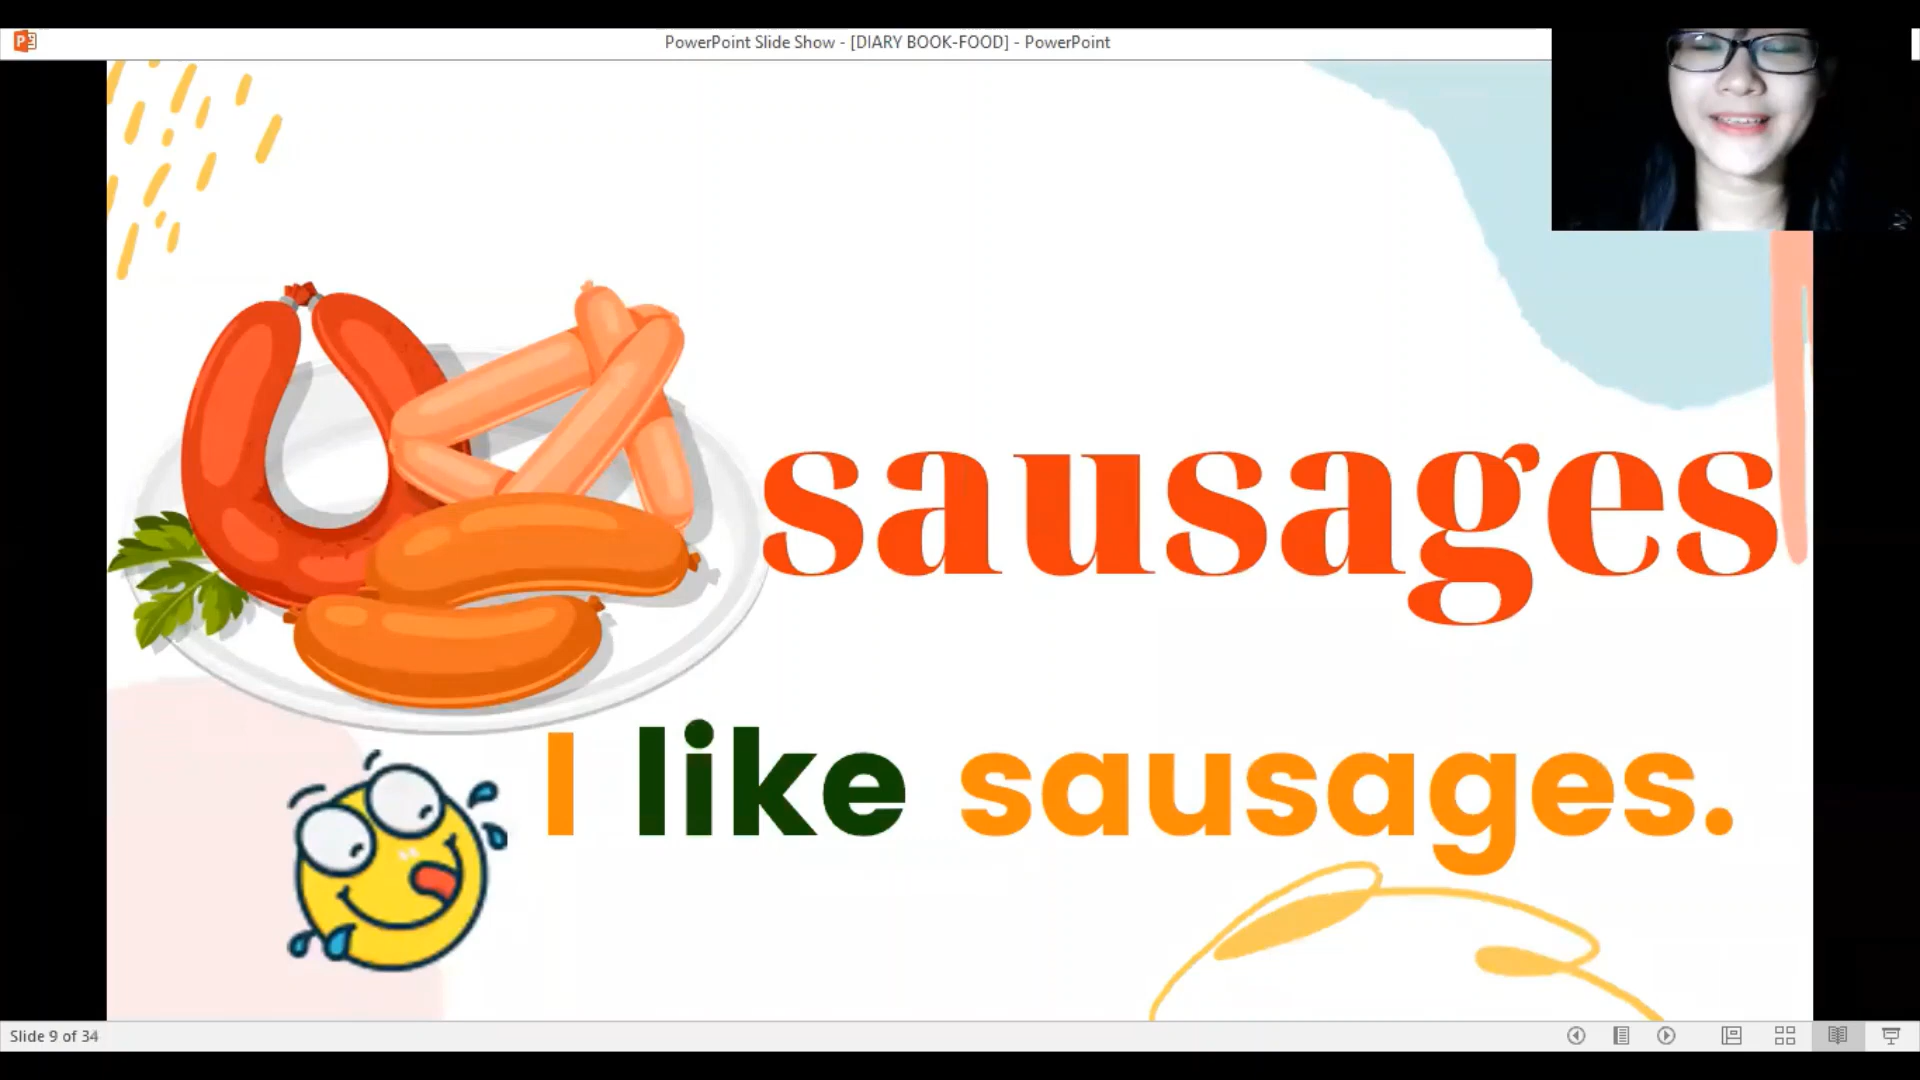 PowerPoint Slide Show - [DIARY BOOK-FOOD] - PowerPoint
sausages
I like sausages.
Slide 9 of 34